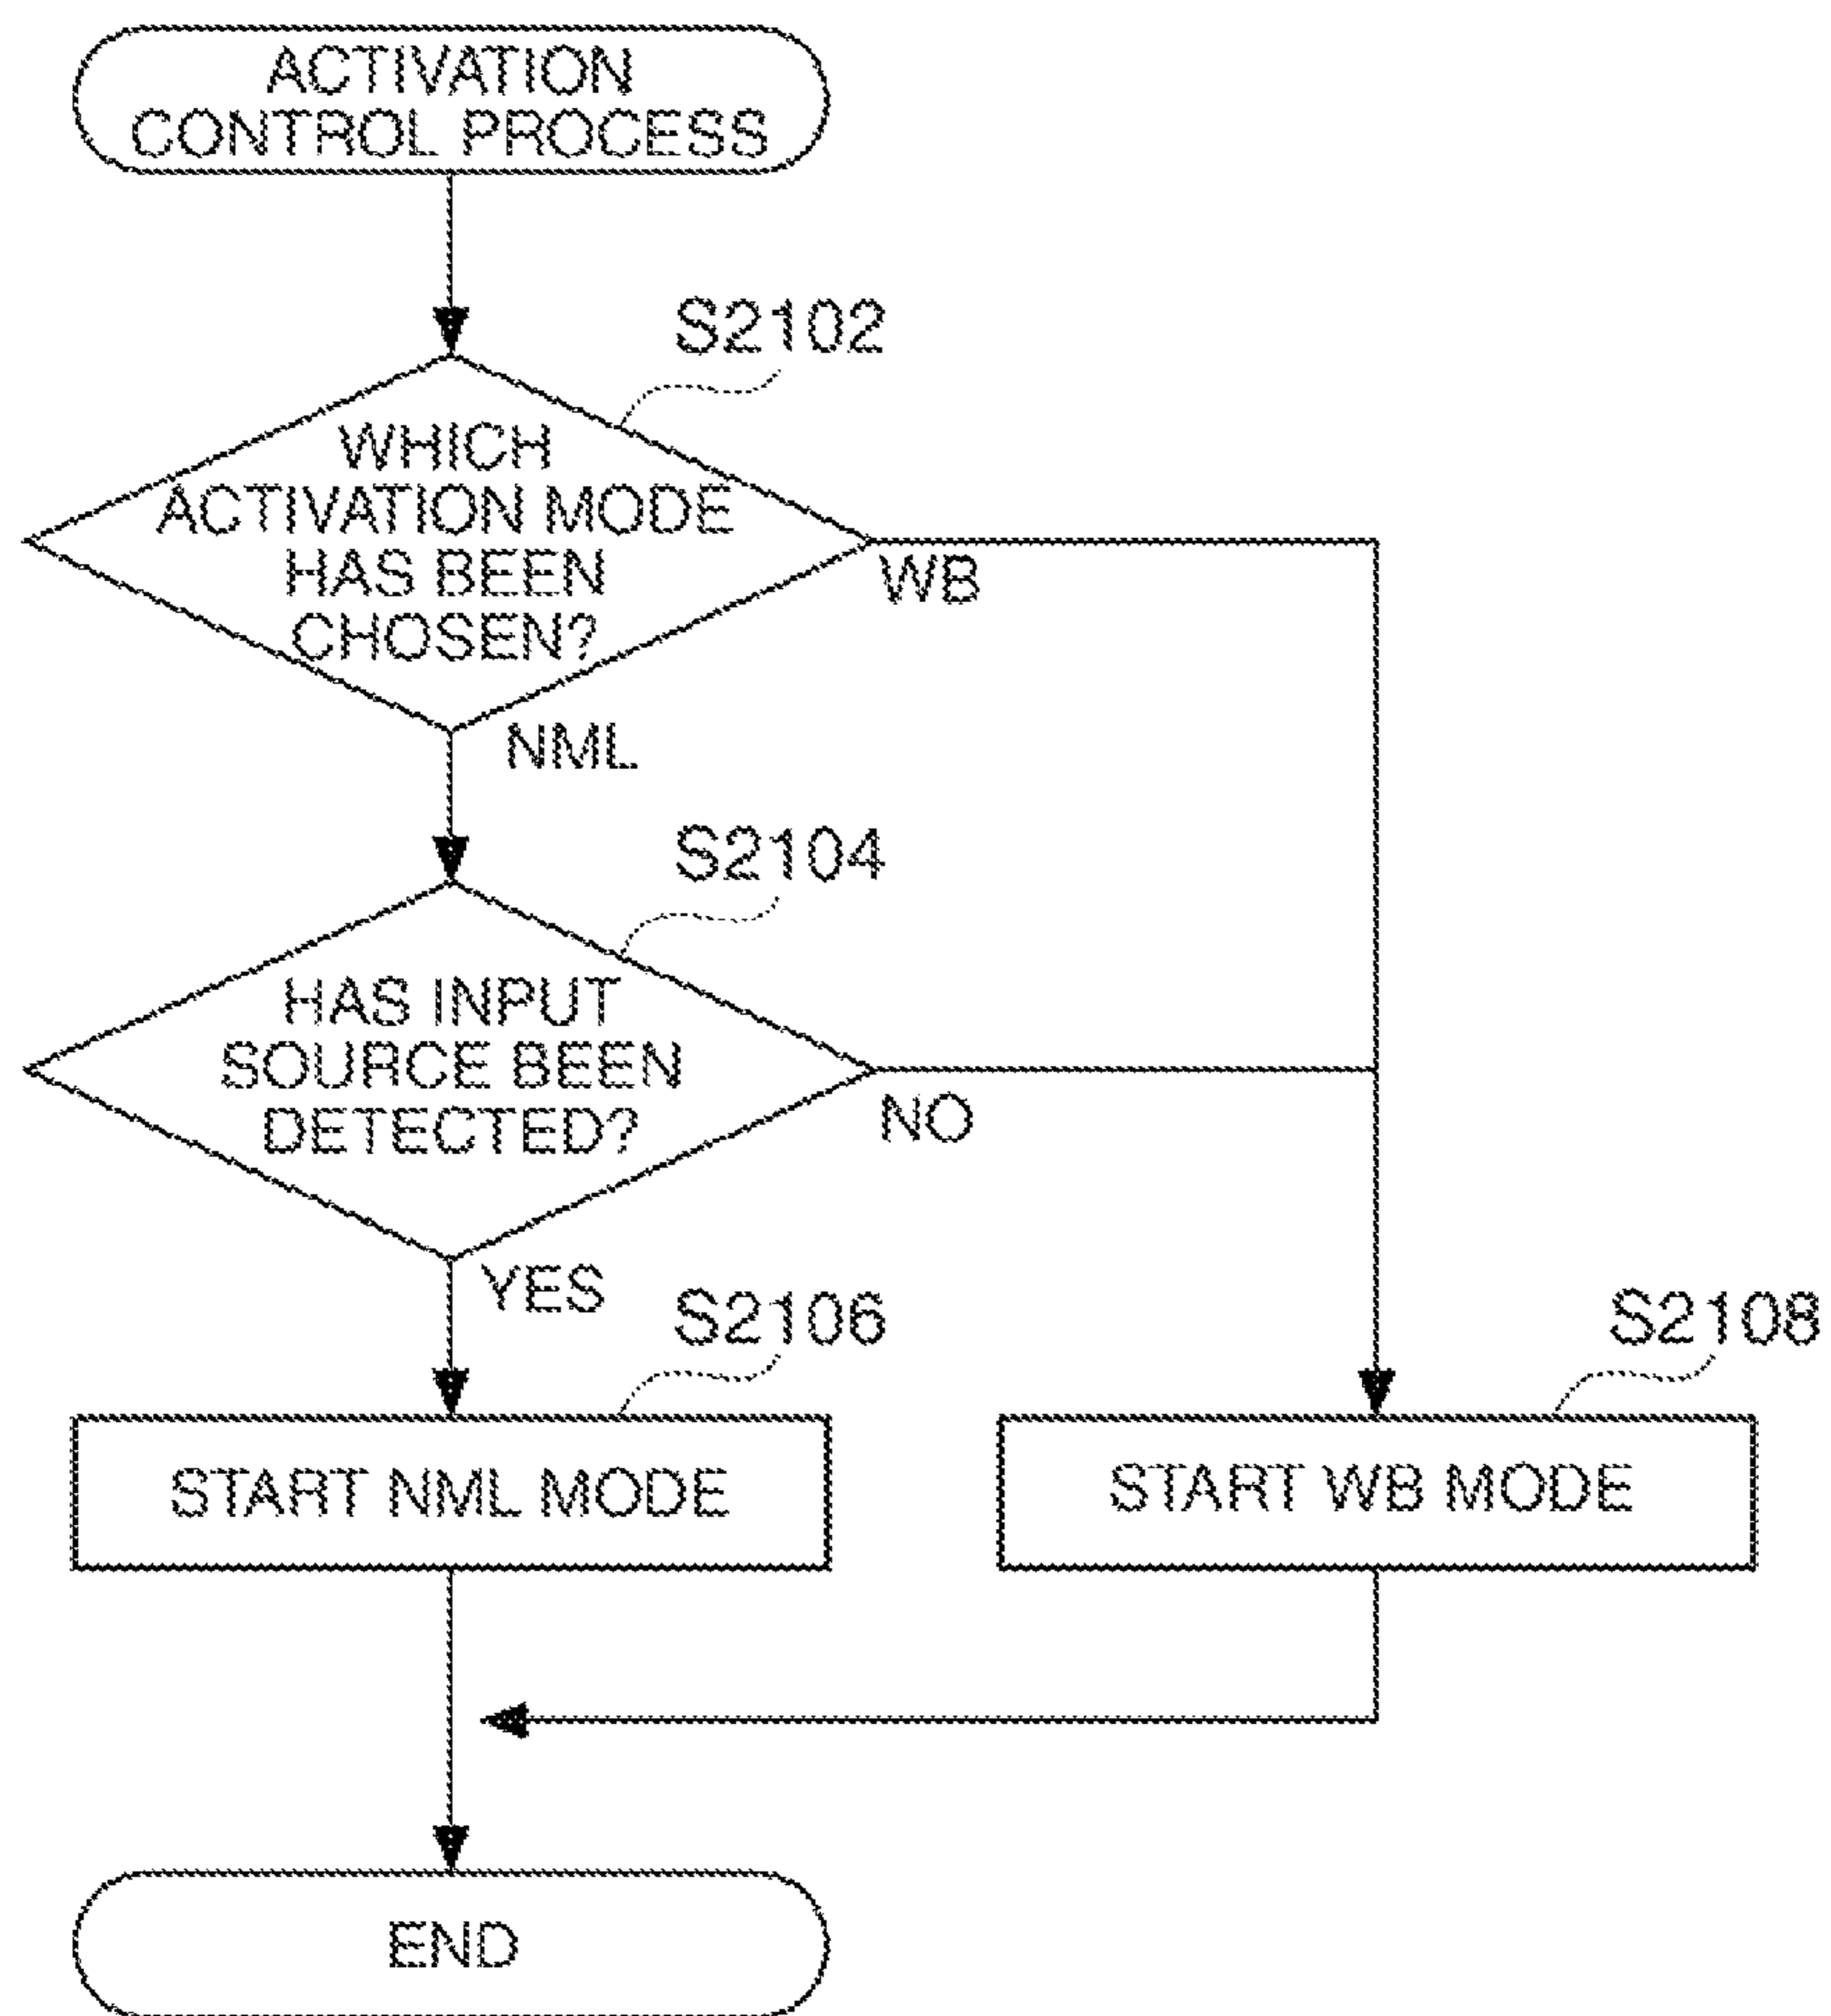 ACTIVATION
CONTROL PROCESS
S2102
WHICH
ACTIVATION MODE
HAS BEEN
CHOSEN?
WB
NML
S2104
HAS INPUT
SOURCE BEEN
DETECTED?
NO
YES
S2106
S2108
START NML MODE
START WB MODE
END